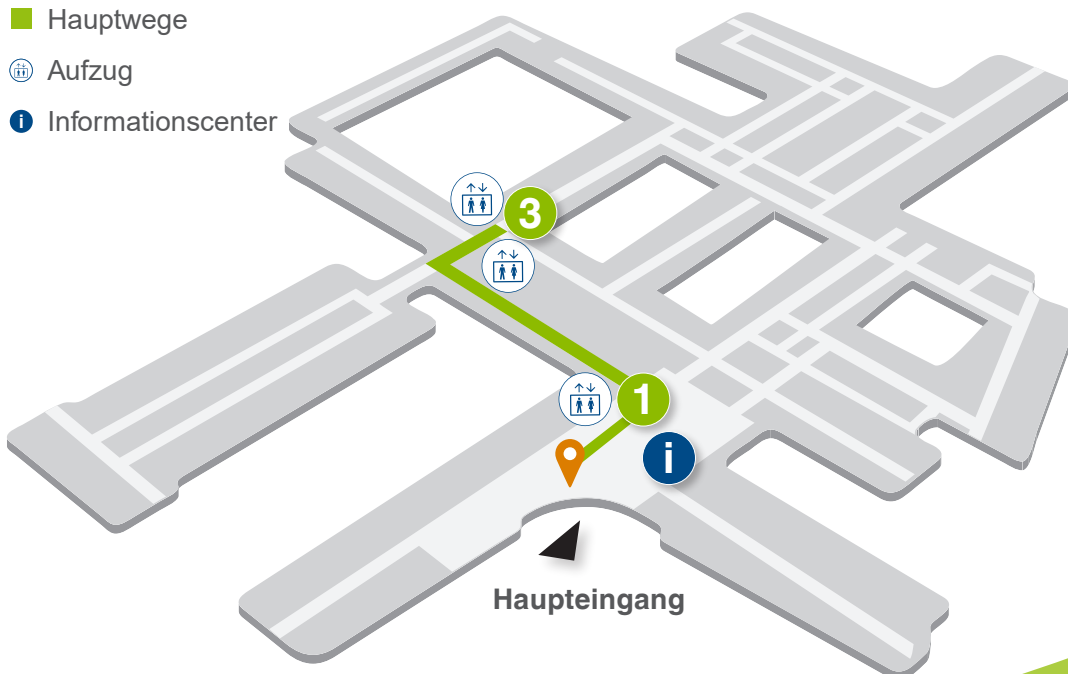 Hauptwege
Aufzug
i Informationscenter
3
1
i
Haupteingang